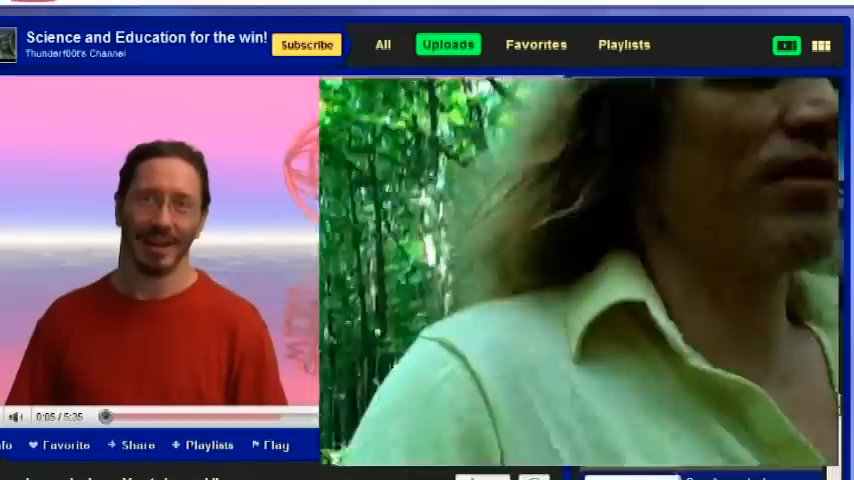 Science and Education for the win!
Thunderf00t's Channel
Subscribe
All
Uploads
Favorites
Playlists
0:05 / 5:35
Favorite
Share
Playlists
Flag